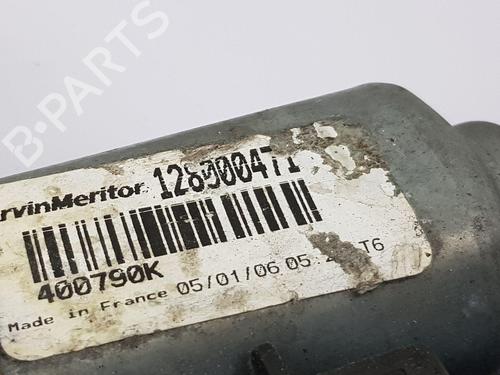 B-PARTS
rvinMeritor 128000471
400790K
Made in France 05/01/06 05 T6